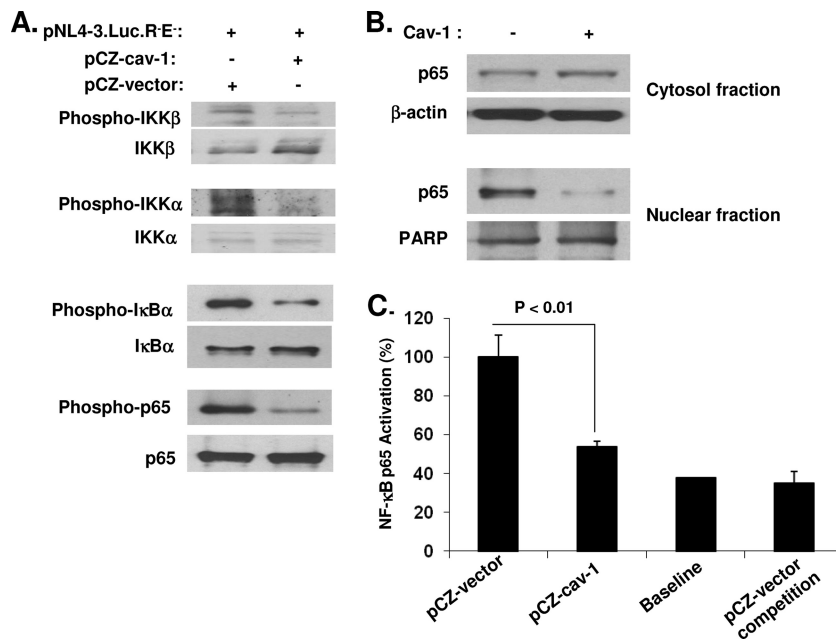 A.
pNL4-3.Luc.R-E-: + +
pCZ-cav-1: - +
pCZ-vector: + -
Phospho-IKKβ
IKKβ
Phospho-IKKα
IKKα
Phospho-IκBα
IκBα
Phospho-p65
p65
B.
Cav-1 : - +
p65
Cytosol fraction
β-actin
p65
Nuclear fraction
PARP
C.
P < 0.01
NF-κB p65 Activation (%)
120
100
80
60
40
20
0
pCZ-vector
pCZ-cav-1
Baseline
pCZ-vector
competition